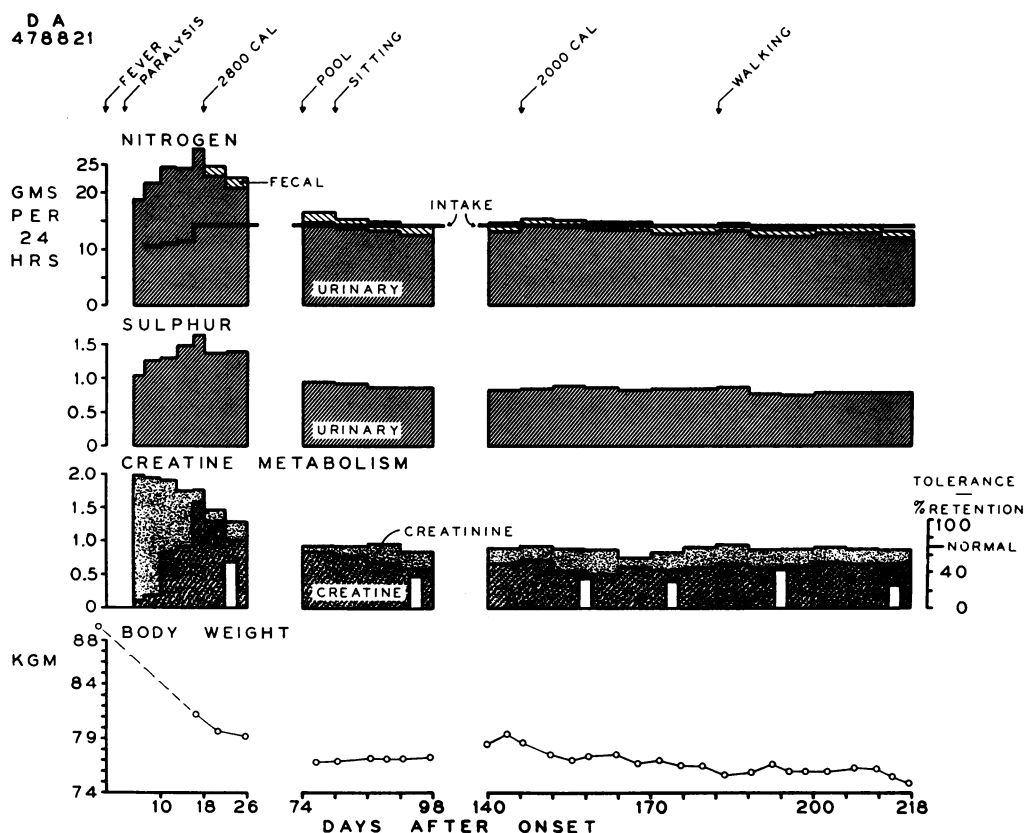 D A
478821
FEVER
PARALYSIS
2800 CAL
POOL
SITTING
2000 CAL
WALKING
NITROGEN
GMS
PER
24
HRS
25
20
10
0
FECAL
INTAKE
URINARY
SULPHUR
1.5
1.0
0.5
0
URINARY
CREATINE METABOLISM
2.0
1.5
1.0
0.5
0
CREATININE
CREATINE
TOLERANCE
—
% RETENTION
100
NORMAL
40
0
BODY WEIGHT
KGM
88
84
79
74
10 18 26 74 98 140 170 200 218
DAYS AFTER ONSET